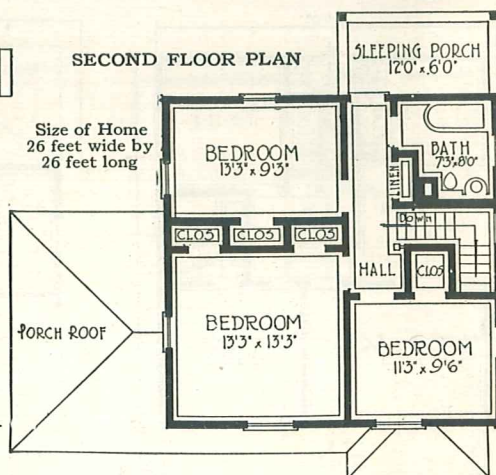 SECOND FLOOR PLAN
Size of Home
26 feet wide by
26 feet long
SLEEPING PORCH
12'0" x 6'0"
BEDROOM
13'3" x 9'3"
BATH
7'3" x 8'0"
LINEN
DOWN
CLOS
CLOS
CLOS
HALL
CLOS
PORCH ROOF
BEDROOM
13'3" x 13'3"
BEDROOM
11'3" x 9'6"